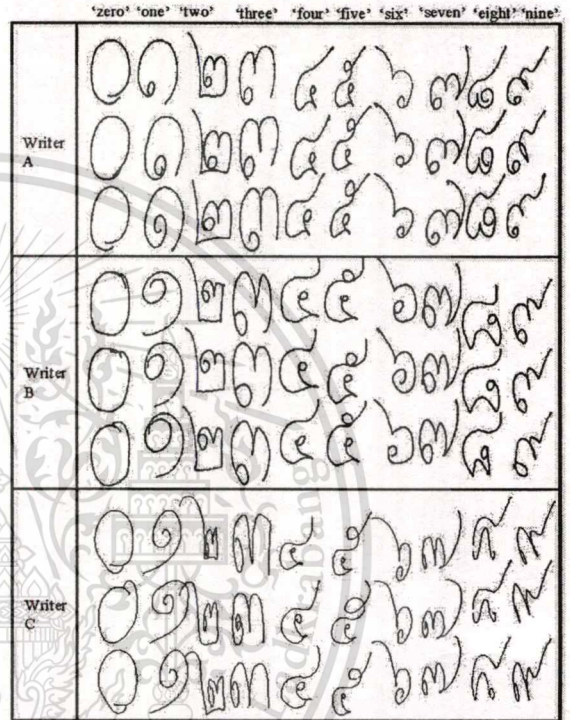 'zero' 'one' 'two' 'three' 'four' 'five' 'six' 'seven' 'eight' 'nine'
Writer A
๐ ๑ ๒ ๓ ๔ ๕ ๖ ๗ ๘ ๙
๐ ๑ ๒ ๓ ๔ ๕ ๖ ๗ ๘ ๙
๐ ๑ ๒ ๓ ๔ ๕ ๖ ๗ ๘ ๙
Writer B
๐ ๑ ๒ ๓ ๔ ๕ ๖ ๗ ๘ ๙
๐ ๑ ๒ ๓ ๔ ๕ ๖ ๗ ๘ ๙
๐ ๑ ๒ ๓ ๔ ๕ ๖ ๗ ๘ ๙
Writer C
๐ ๑ ๒ ๓ ๔ ๕ ๖ ๗ ๘ ๙
๐ ๑ ๒ ๓ ๔ ๕ ๖ ๗ ๘ ๙
๐ ๑ ๒ ๓ ๔ ๕ ๖ ๗ ๘ ๙